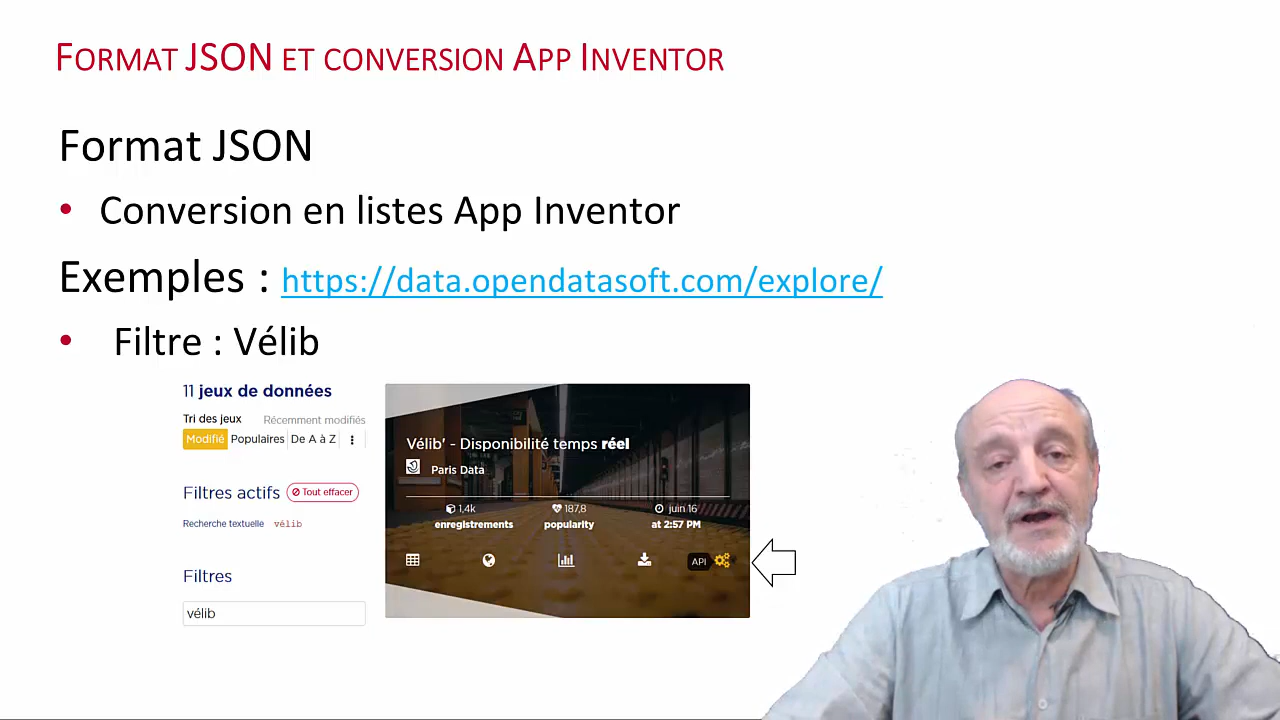 FORMAT JSON ET CONVERSION APP INVENTOR
Format JSON
• Conversion en listes App Inventor
Exemples : https://data.opendatasoft.com/explore/
• Filtre : Vélib
11 jeux de données
Tri des jeux Récemment modifiés
Modifié Populaires De A à Z
Filtres actifs Tout effacer
Recherche textuelle vélib
Filtres
vélib
Vélib' - Disponibilité temps réel
Paris Data
1,4k enregistrements
187,8 popularity
juin 16 at 2:57 PM
API